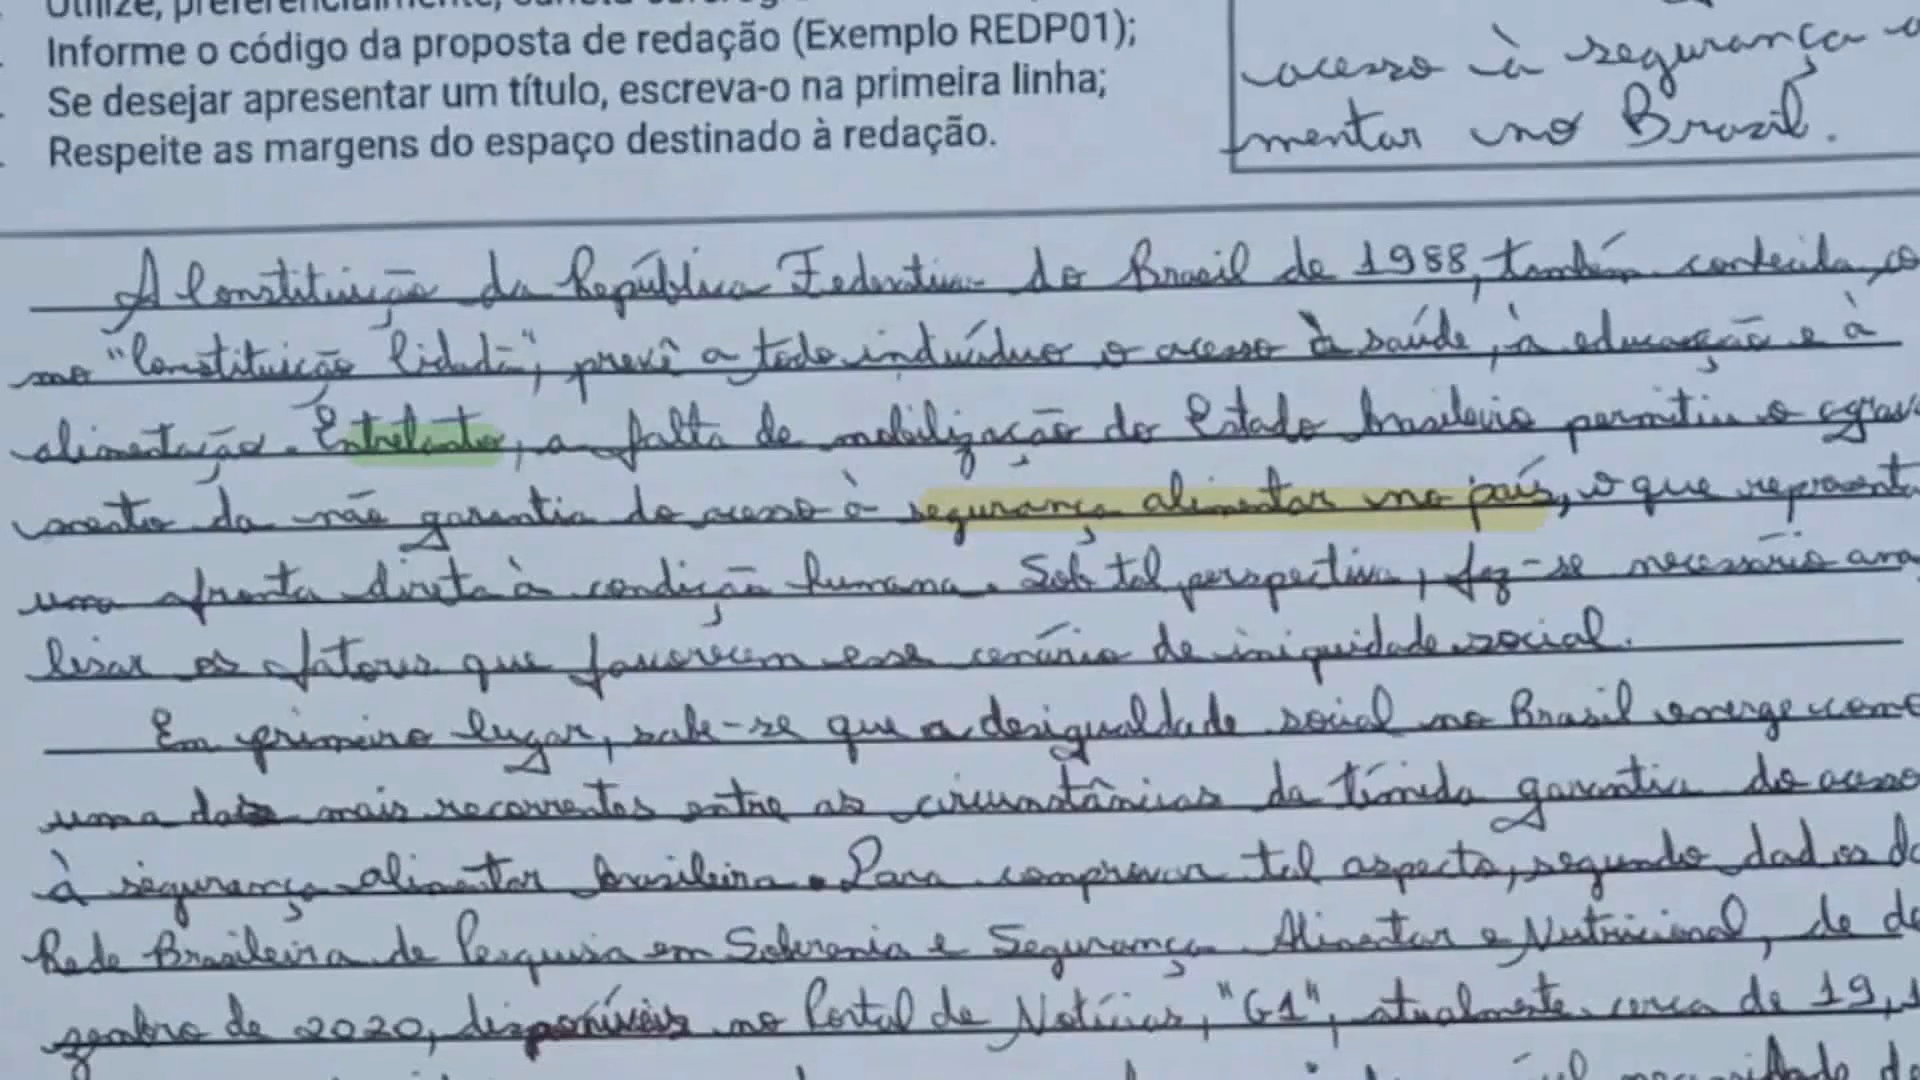 Informe o código da proposta de redação (Exemplo REDP01);
Se desejar apresentar um título, escreva-o na primeira linha;
Respeite as margens do espaço destinado à redação.
acesso à segurança
mentar no Brasil.
A Constituição da República Federativa do Brasil de 1988, também conhecida co
mo "Constituição Cidadã", prevê a todo indivíduo o acesso à saúde, à educação e à
alimentação. Entretanto, a falta de mobilização do Estado brasileiro permitiu o agrava
mento da não garantia do acesso à segurança alimentar no país, o que representa
uma afronta direta à condição humana. Sob tal perspectiva, faz-se necessário ana
lisar os fatores que favorecem esse cenário de iniquidade social.
Em primeiro lugar, sabe-se que a desigualdade social no Brasil emerge como
uma das mais recorrentes entre as circunstâncias da tímida garantia do acesso
à segurança alimentar brasileira. Para comprovar tal aspecto, segundo dados da
Rede Brasileira de Pesquisa em Soberania e Segurança Alimentar e Nutricional, de de
zembro de 2020, disponíveis no Portal de Notícias, "G1", atualmente cerca de 19,1